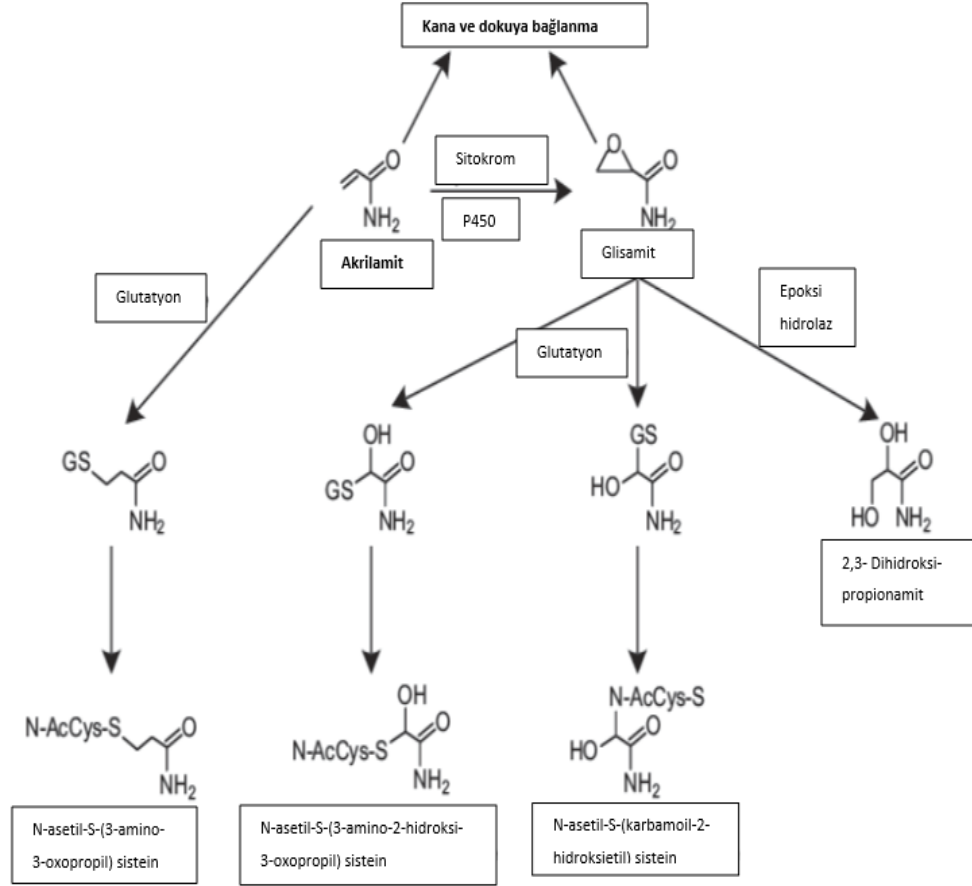 Kana ve dokuya bağlanma
O
O
Sitokrom
O
NH2
P450
NH2
Akrilamit
Glisamit
Glutatyon
Epoksi
hidrolaz
Glutatyon
OH
GS
OH
GS
O
O
O
O
GS
HO
NH2
NH2
NH2
HO
NH2
2,3- Dihidroksi-
propionamit
OH
N-AcCys-S
N-AcCys-S
O
O
O
N-AcCys-S
HO
NH2
NH2
NH2
N-asetil-S-(3-amino-
3-oxopropil) sistein
N-asetil-S-(3-amino-2-hidroksi-
3-oxopropil) sistein
N-asetil-S-(karbamoil-2-
hidroksietil) sistein